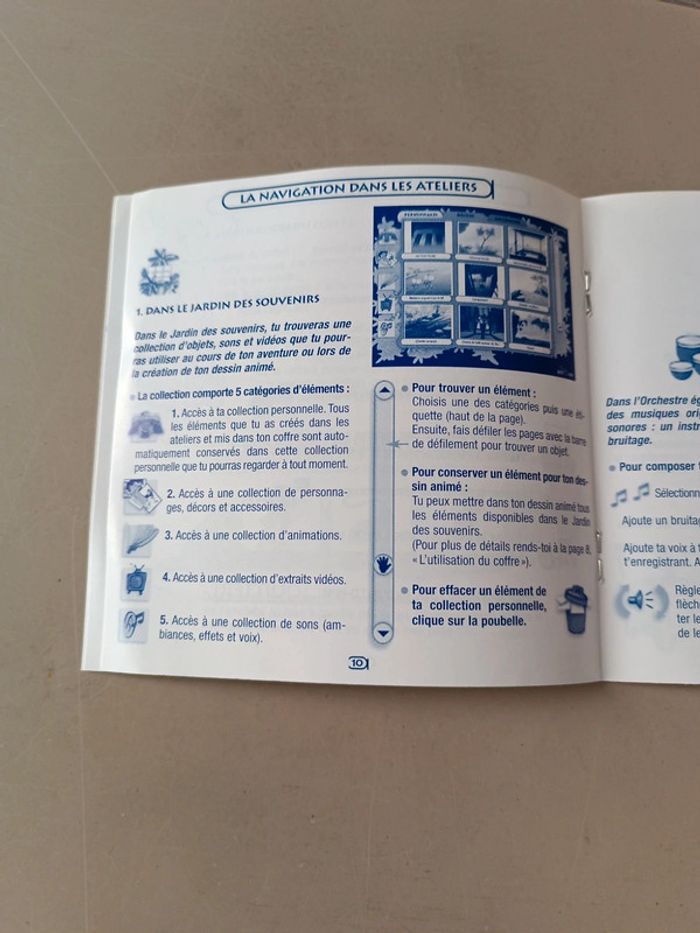 LA NAVIGATION DANS LES ATELIERS
1. DANS LE JARDIN DES SOUVENIRS
Dans le Jardin des souvenirs, tu trouveras une
collection d'objets, sons et vidéos que tu pour-
ras utiliser au cours de ton aventure ou lors de
la création de ton dessin animé.
La collection comporte 5 catégories d'éléments :
1. Accès à ta collection personnelle. Tous
les éléments que tu as créés dans les
ateliers et mis dans ton coffre sont auto-
matiquement conservés dans cette collection
personnelle que tu pourras regarder à tout moment.
2. Accès à une collection de personna-
ges, décors et accessoires.
3. Accès à une collection d'animations.
4. Accès à une collection d'extraits vidéos.
5. Accès à une collection de sons (am-
biances, effets et voix).
PERSONNAGES
• Pour trouver un élément :
Choisis une des catégories puis une éti-
quette (haut de la page).
Ensuite, fais défiler les pages avec la barre
de défilement pour trouver un objet.
• Pour conserver un élément pour ton des-
sin animé :
Tu peux mettre dans ton dessin animé tous
les éléments disponibles dans le Jardin
des souvenirs.
(Pour plus de détails rends-toi à la page 8,
« L'utilisation du coffre »).
• Pour effacer un élément de
ta collection personnelle,
clique sur la poubelle.
10
Dans l'Orchestre
des musiques
sonores : un
bruitage.
• Pour composer
Ajoute un
Ajoute ta voix à
t'enregistrant.